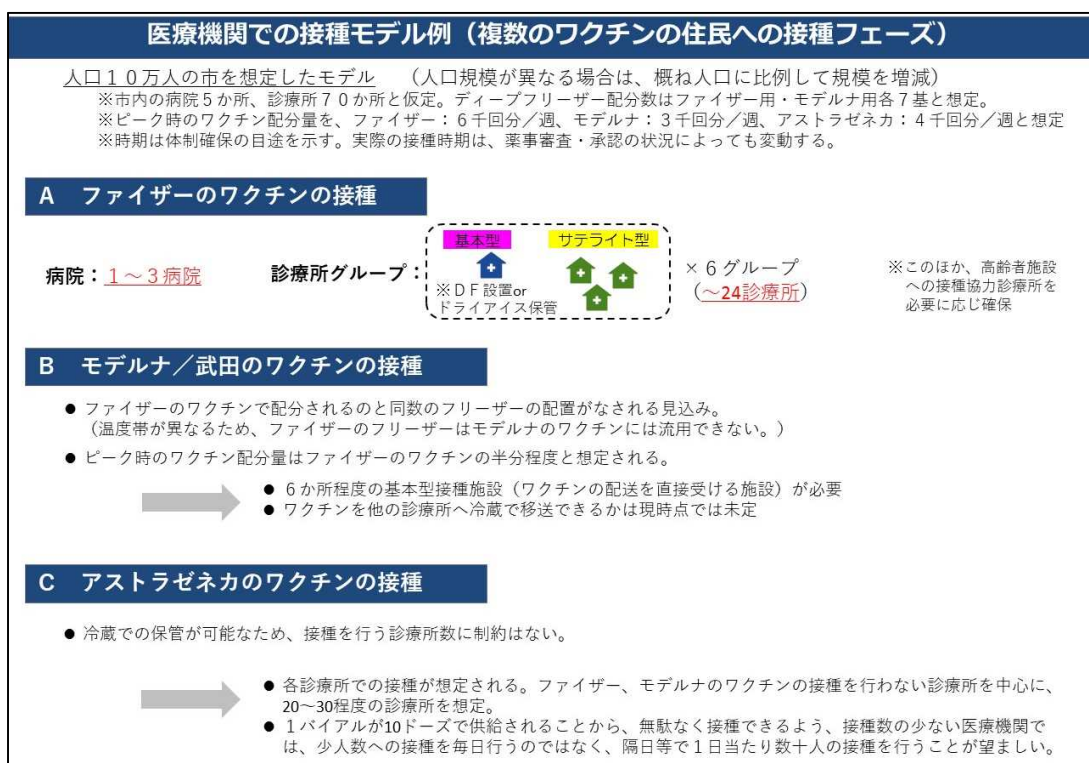 医療機関での接種モデル例（複数のワクチンの住民への接種フェーズ）
人口１０万人の市を想定したモデル　（人口規模が異なる場合は、概ね人口に比例して規模を増減）
※市内の病院５か所、診療所７０か所と仮定。ディープフリーザー配分数はファイザー用・モデルナ用各７基と想定。
※ピーク時のワクチン配分量を、ファイザー：６千回分／週、モデルナ：３千回分／週、アストラゼネカ：４千回分／週と想定
※時期は体制確保の目途を示す。実際の接種時期は、薬事審査・承認の状況によっても変動する。
A　ファイザーのワクチンの接種
病院：１～３病院
診療所グループ：
基本型
※ＤＦ設置or
ドライアイス保管
サテライト型
×６グループ
（～24診療所）
※このほか、高齢者施設
への接種協力診療所を
必要に応じ確保
B　モデルナ／武田のワクチンの接種
● ファイザーのワクチンで配分されるのと同数のフリーザーの配置がなされる見込み。
（温度帯が異なるため、ファイザーのフリーザーはモデルナのワクチンには流用できない。）
● ピーク時のワクチン配分量はファイザーのワクチンの半分程度と想定される。
● ６か所程度の基本型接種施設（ワクチンの配送を直接受ける施設）が必要
● ワクチンを他の診療所へ冷蔵で移送できるかは現時点では未定
C　アストラゼネカのワクチンの接種
● 冷蔵での保管が可能なため、接種を行う診療所数に制約はない。
● 各診療所での接種が想定される。ファイザー、モデルナのワクチンの接種を行わない診療所を中心に、
20～30程度の診療所を想定。
● １バイアルが10ドーズで供給されることから、無駄なく接種できるよう、接種数の少ない医療機関で
は、少人数への接種を毎日行うのではなく、隔日等で１日当たり数十人の接種を行うことが望ましい。